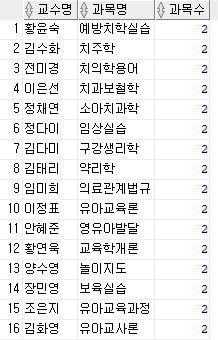 교수명 과목명 과목수
1 황윤숙 예방치학실습 2
2 김수화 치주학 2
3 전미경 치의학용어 2
4 이은선 치과보철학 2
5 정채연 소아치과학 2
6 정다이 임상실습 2
7 김다미 구강생리학 2
8 김태리 약리학 2
9 임미희 의료관계법규 2
10 이정표 유아교육론 2
11 안혜준 영유아발달 2
12 황연욱 교육학개론 2
13 양수영 놀이지도 2
14 장민영 보육실습 2
15 조은지 유아교육과정 2
16 김화영 유아교사론 2